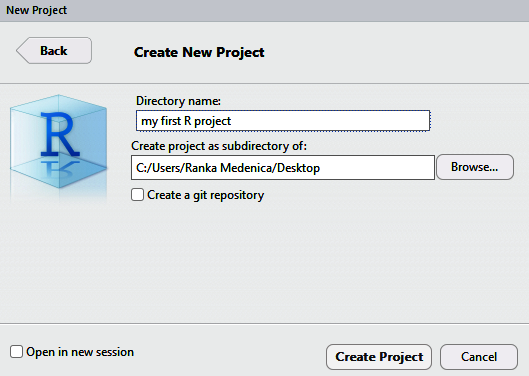 New Project
Back
Create New Project
R
Directory name:
my first R project
Create project as subdirectory of:
C:/Users/Ranka Medenica/Desktop
Browse...
Create a git repository
Open in new session
Create Project
Cancel